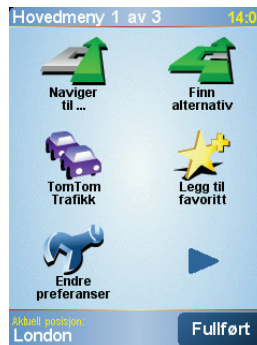 Hovedmeny 1 av 3 14:0
Naviger
til ...
Finn
alternativ
TomTom
Trafikk
Legg til
favoritt
Endre
preferanser
Aktuell posisjon:
London
Fullført